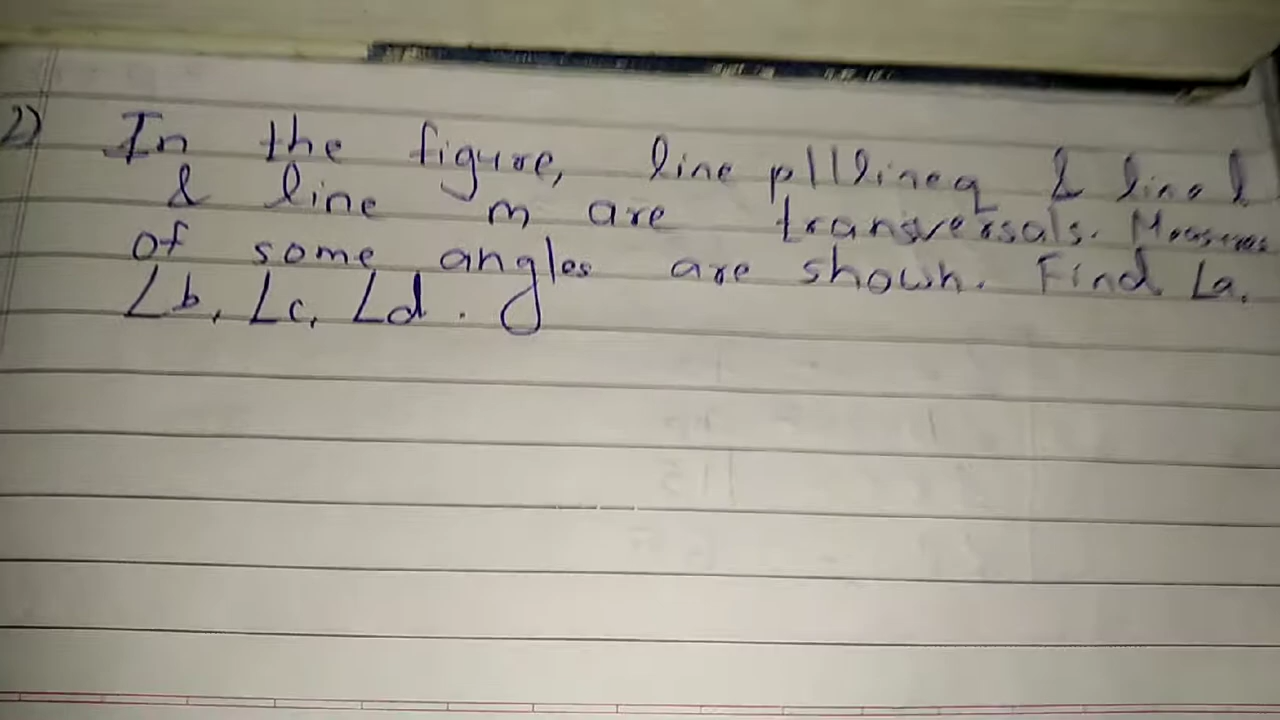 2) In the figure, line p||line q & line l
& line m are transversals. Measures
of some angles are shown. Find ∠a,
∠b, ∠c, ∠d.